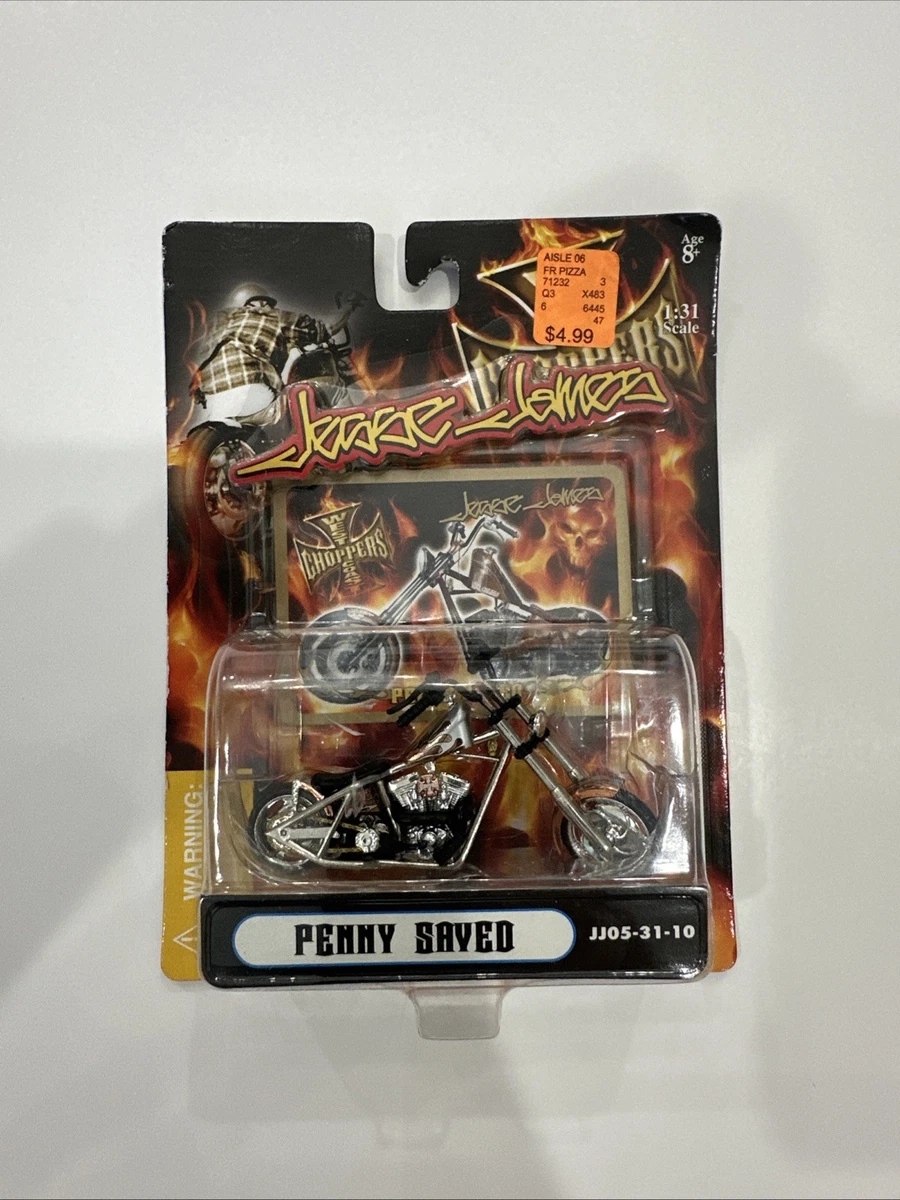 Age
8+
AISLE 06
FR PIZZA
71232 3
Q3 X483
6 6445
47
$4.99
1:31
Scale
CHOPPERS
Jesse James
Jesse James
WEST
CHOPPERS
COAST
WARNING:
PENNY SAVED
JJ05-31-10